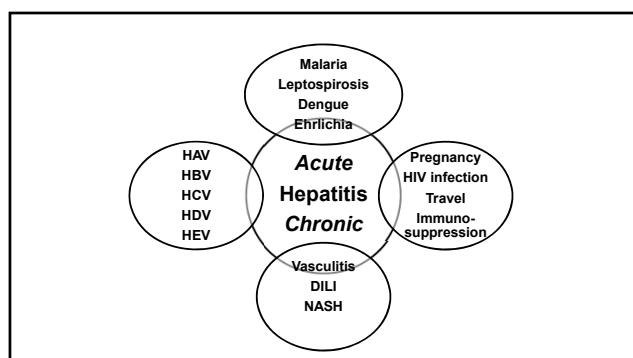 Malaria
Leptospirosis
Dengue
Ehrlichia
HAV
HBV
HCV
HDV
HEV
Acute
Hepatitis
Chronic
Pregnancy
HIV infection
Travel
Immuno-
suppression
Vasculitis
DILI
NASH